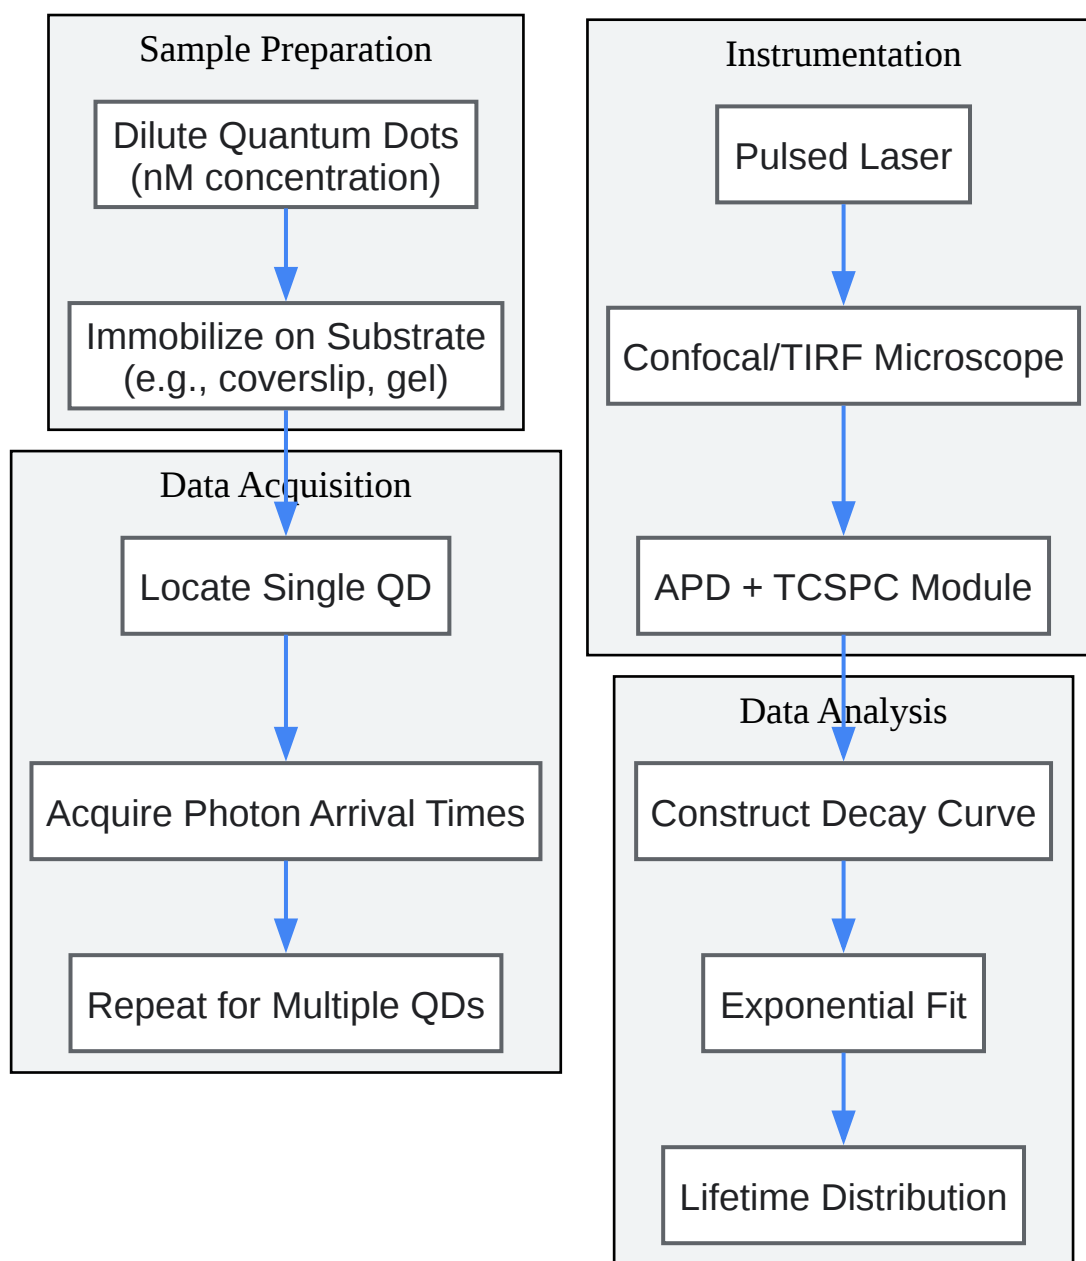 Sample Preparation
Dilute Quantum Dots
(nM concentration)
Immobilize on Substrate
(e.g., coverslip, gel)
Data Acquisition
Locate Single QD
Acquire Photon Arrival Times
Repeat for Multiple QDs
Instrumentation
Pulsed Laser
Confocal/TIRF Microscope
APD + TCSPC Module
Data Analysis
Construct Decay Curve
Exponential Fit
Lifetime Distribution